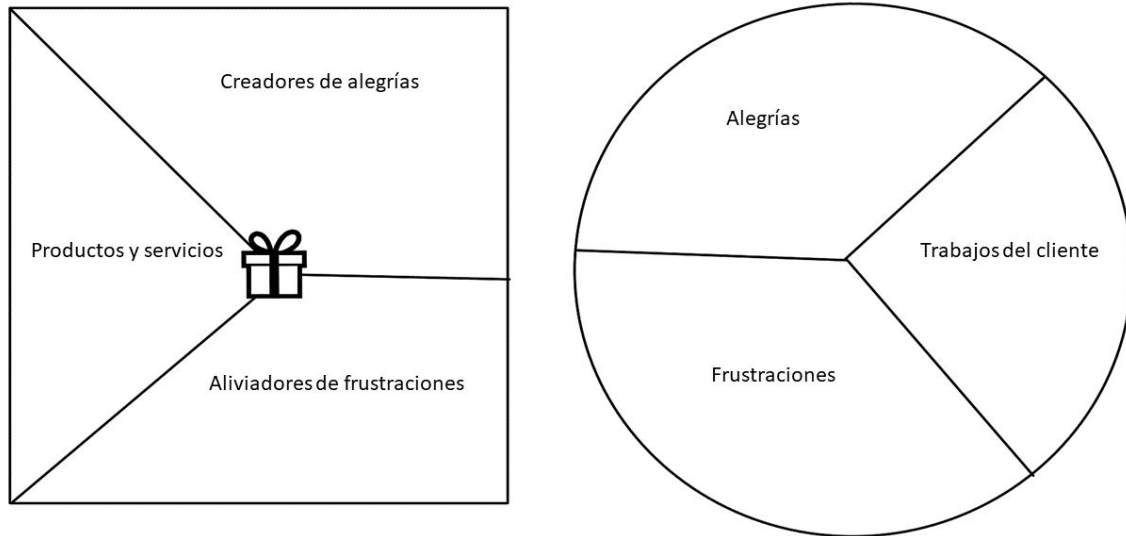 Creadores de alegrías
Productos y servicios
Aliviadores de frustraciones
Alegrías
Trabajos del cliente
Frustraciones